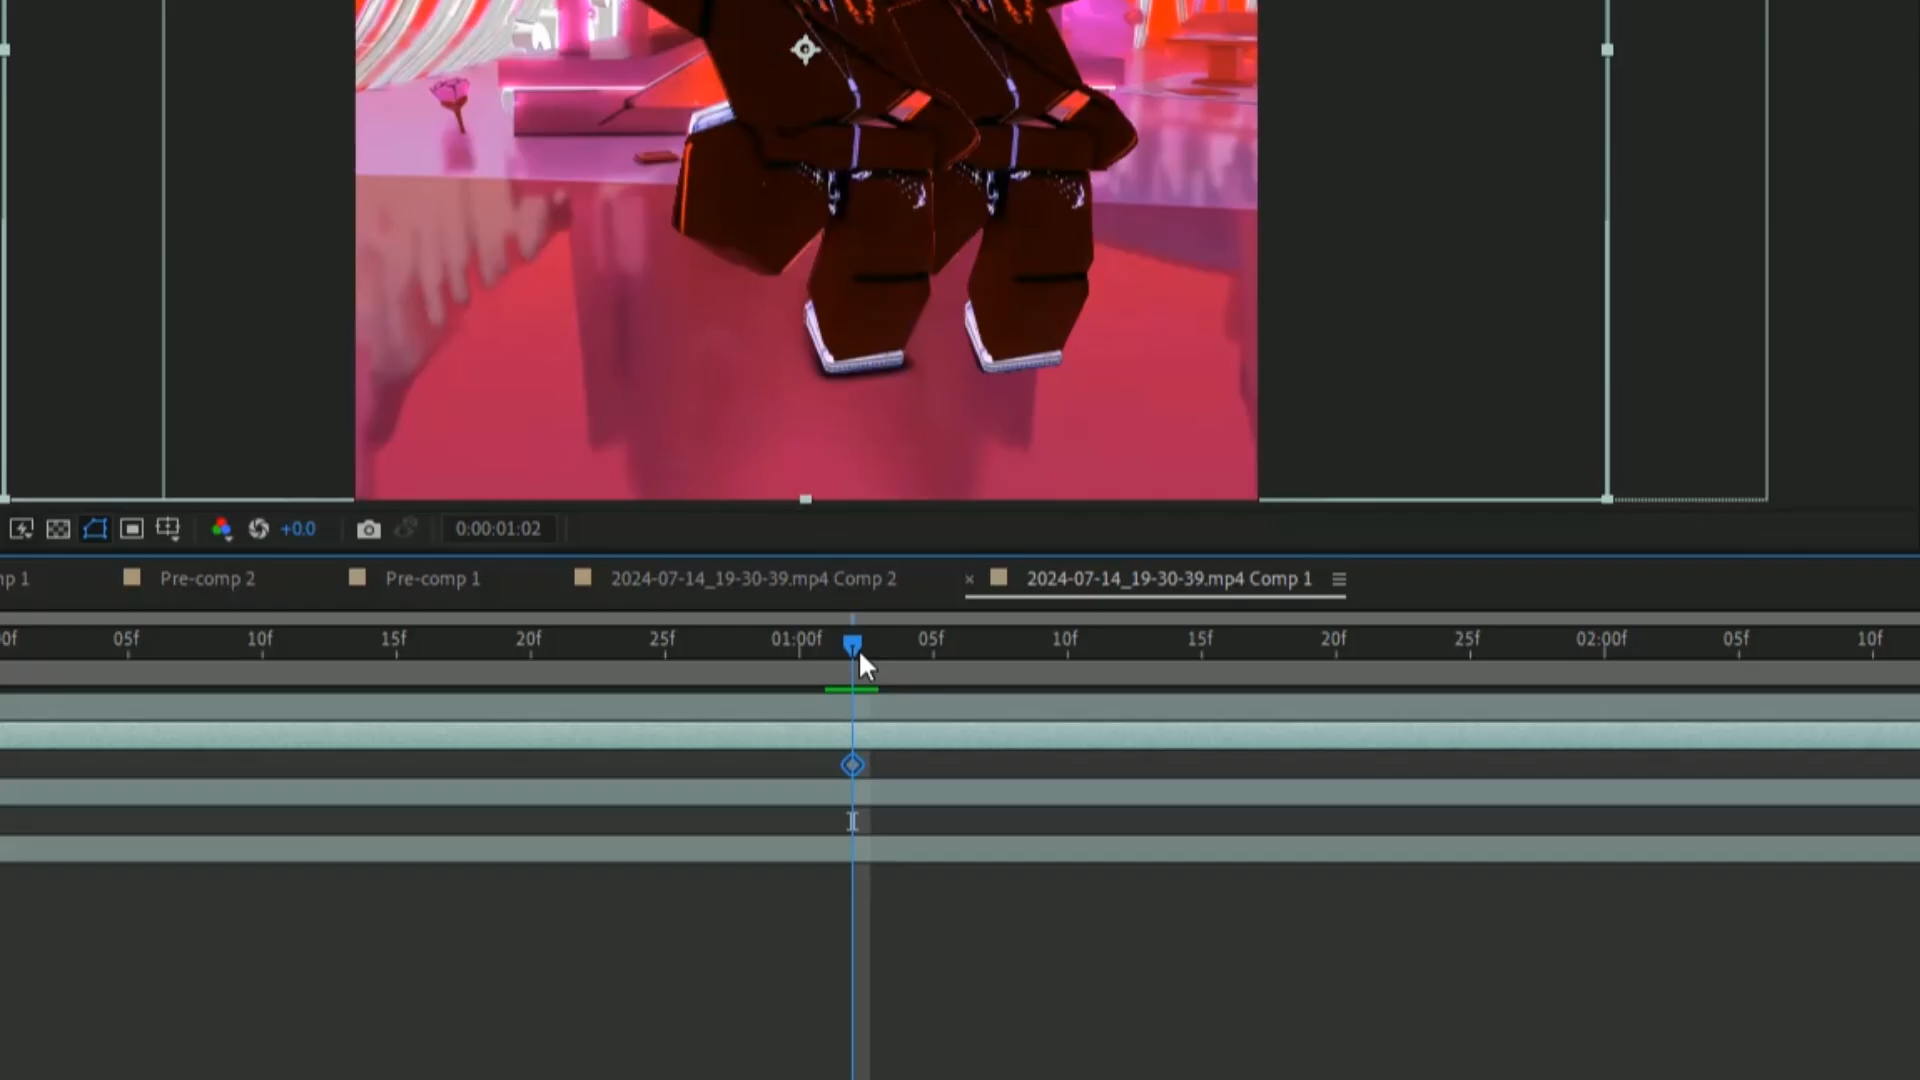 +0.0 0:00:01:02
mp 1 Pre-comp 2 Pre-comp 1 2024-07-14_19-30-39.mp4 Comp 2 × 2024-07-14_19-30-39.mp4 Comp 1
00f 05f 10f 15f 20f 25f 01:00f 05f 10f 15f 20f 25f 02:00f 05f 10f